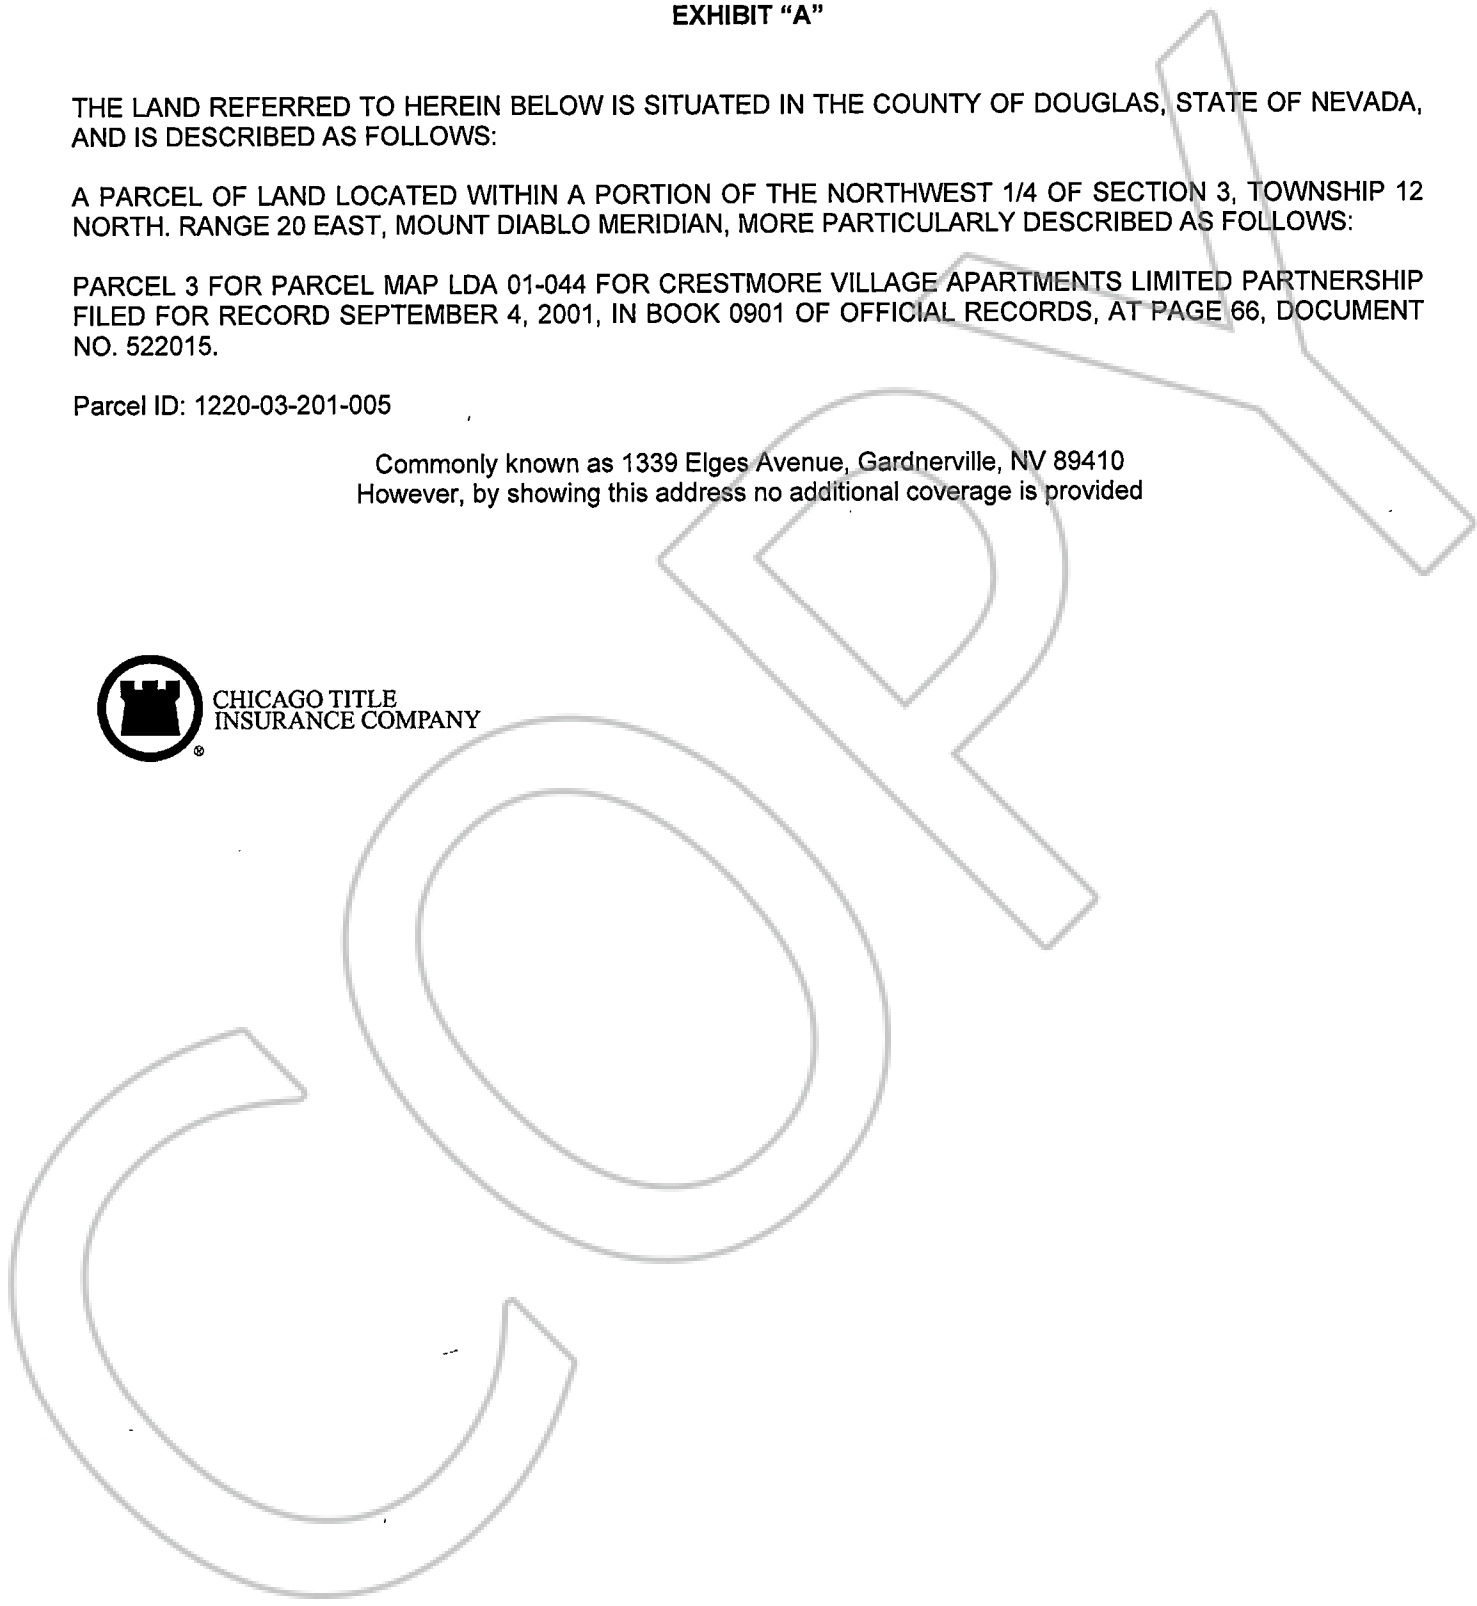 EXHIBIT “A”
THE LAND REFERRED TO HEREIN BELOW IS SITUATED IN THE COUNTY OF DOUGLAS, STATE OF NEVADA,
AND IS DESCRIBED AS FOLLOWS:
A PARCEL OF LAND LOCATED WITHIN A PORTION OF THE NORTHWEST 1/4 OF SECTION 3, TOWNSHIP 12
NORTH. RANGE 20 EAST, MOUNT DIABLO MERIDIAN, MORE PARTICULARLY DESCRIBED AS FOLLOWS:
PARCEL 3 FOR PARCEL MAP LDA 01-044 FOR CRESTMORE VILLAGE APARTMENTS LIMITED PARTNERSHIP
FILED FOR RECORD SEPTEMBER 4, 2001, IN BOOK 0901 OF OFFICIAL RECORDS, AT PAGE 66, DOCUMENT
NO. 522015.
Parcel ID: 1220-03-201-005
Commonly known as 1339 Elges Avenue, Gardnerville, NV 89410
However, by showing this address no additional coverage is provided
CHICAGO TITLE
INSURANCE COMPANY
®
COPY